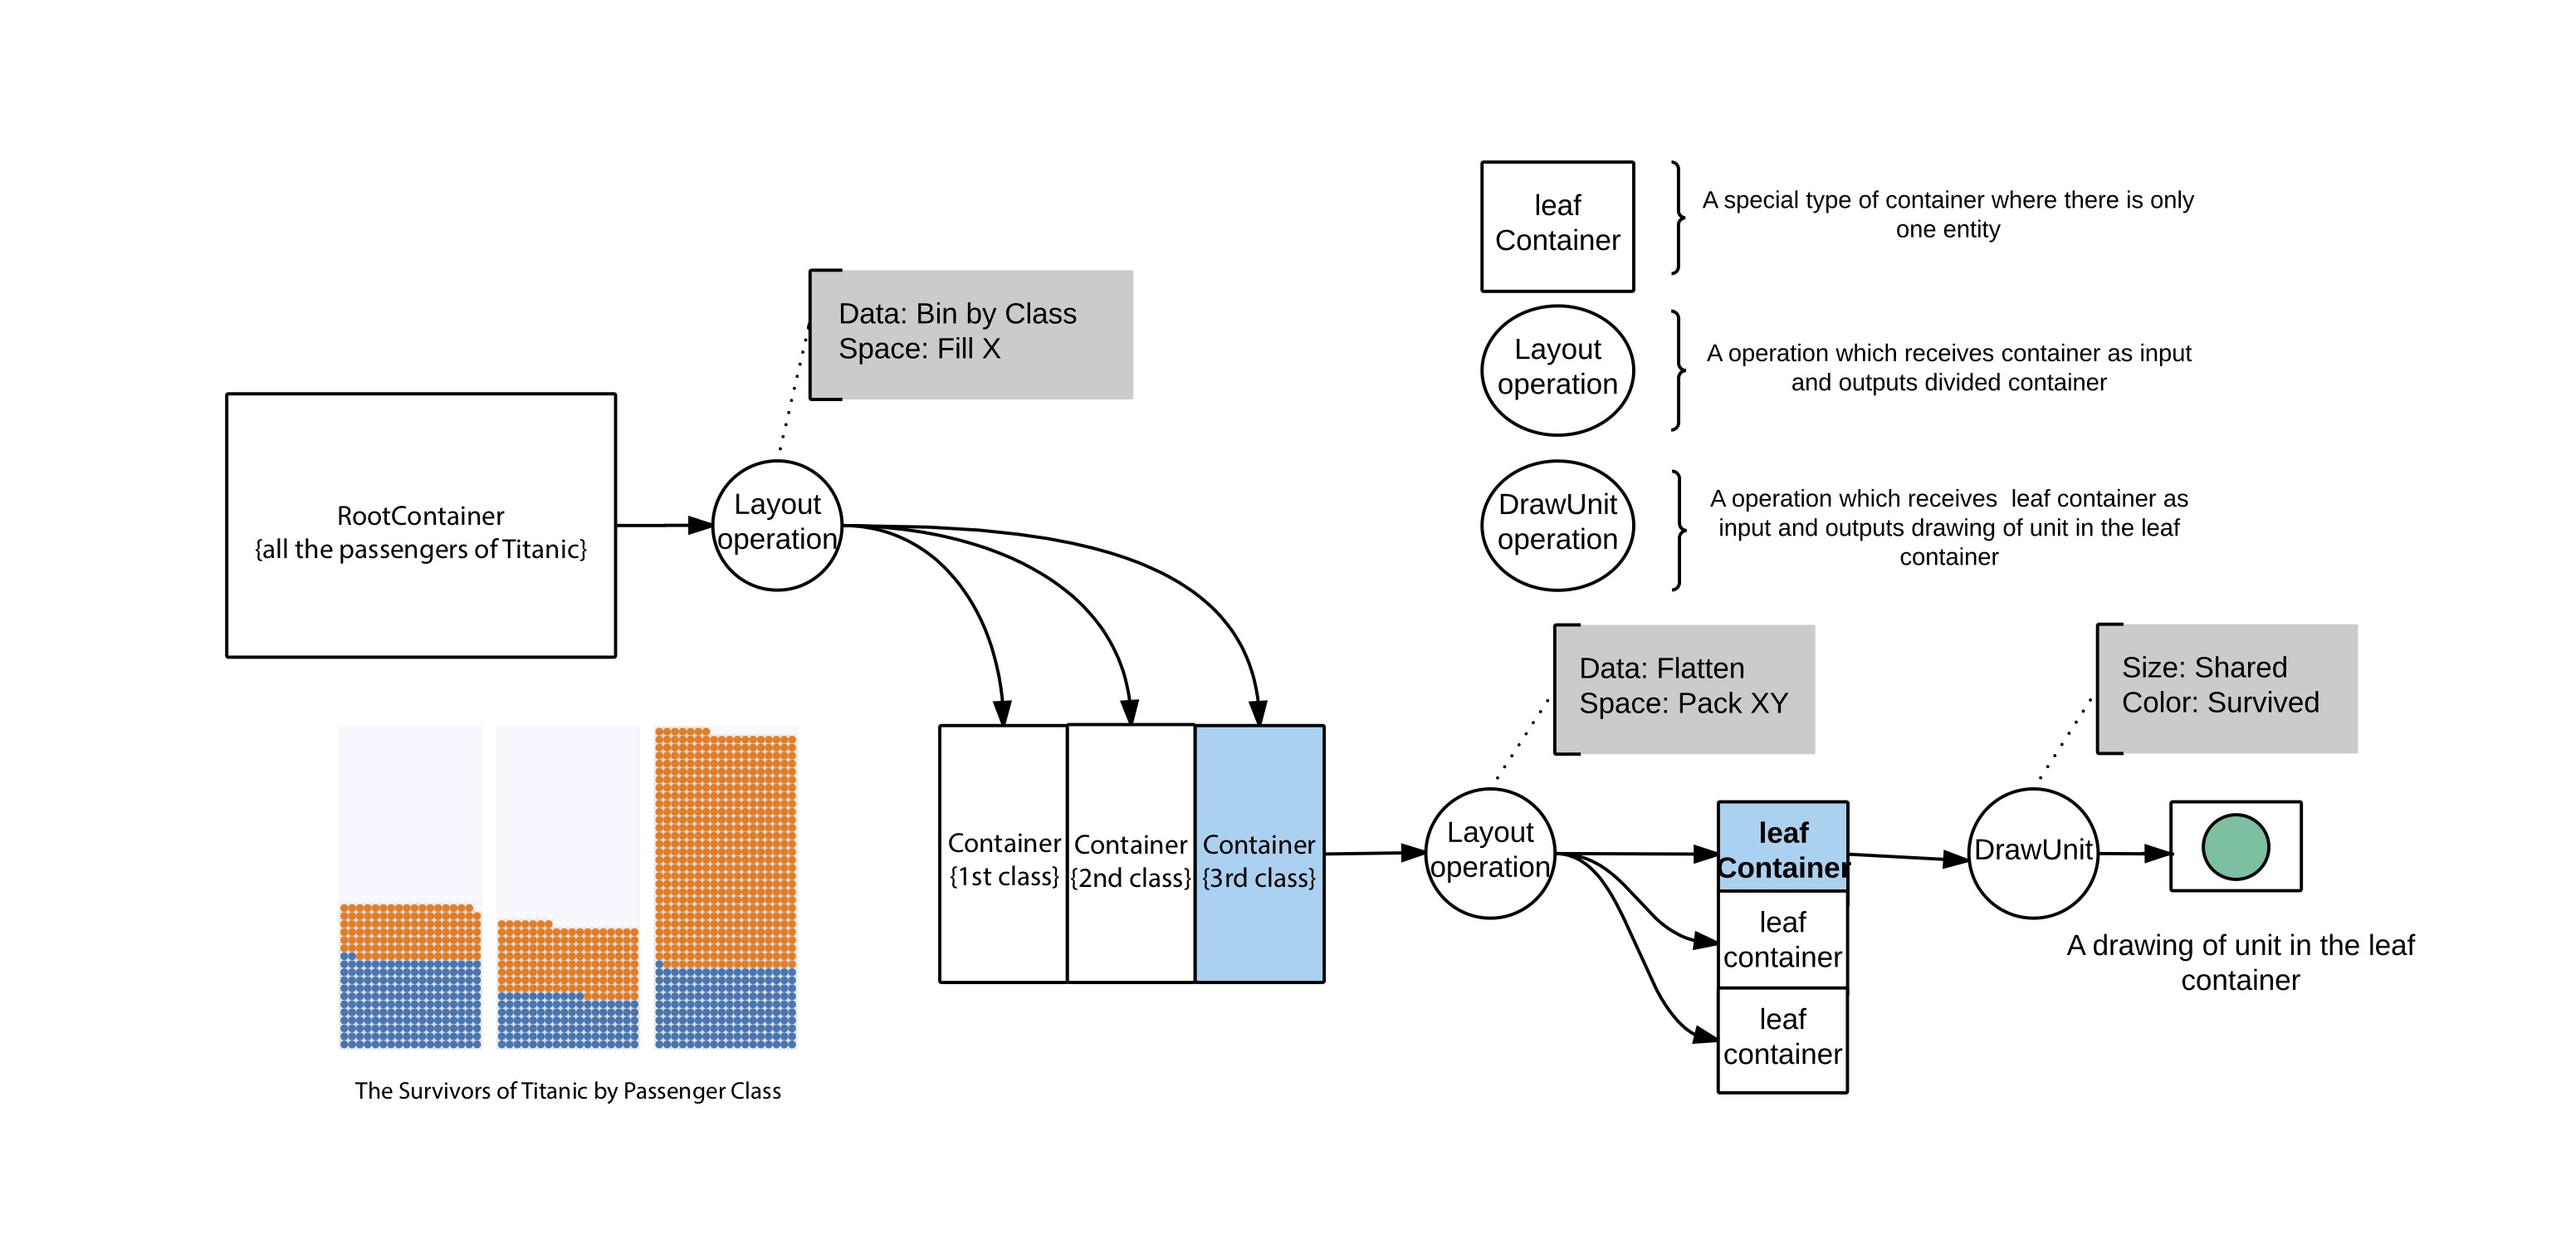 leaf
Container
A special type of container where there is only
one entity
Data: Bin by Class
Space: Fill X
Layout
operation
A operation which receives container as input
and outputs divided container
RootContainer
{all the passengers of Titanic}
Layout
operation
DrawUnit
operation
A operation which receives  leaf container as
input and outputs drawing of unit in the leaf
container
Data: Flatten
Space: Pack XY
Size: Shared
Color: Survived
Container
{1st class}
Container
{2nd class}
Container
{3rd class}
Layout
operation
leaf
Container
leaf
container
leaf
container
DrawUnit
A drawing of unit in the leaf
container
The Survivors of Titanic by Passenger Class